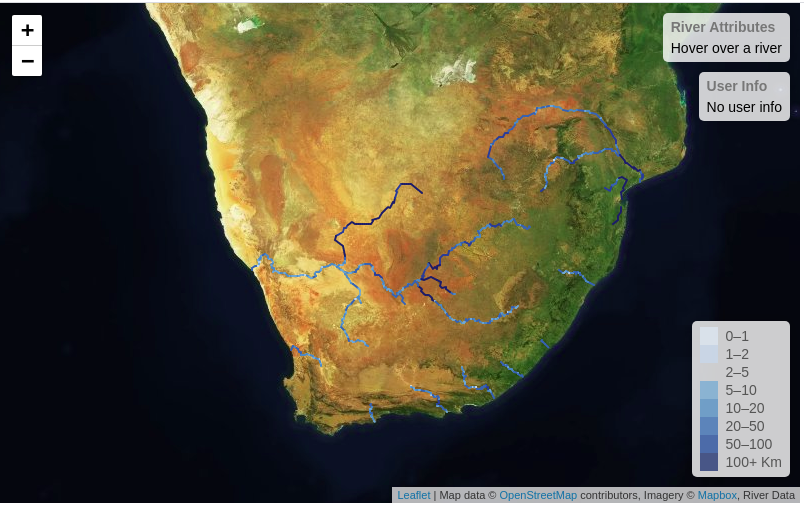 +
−
River Attributes
Hover over a river
User Info
No user info
0–1
1–2
2–5
5–10
10–20
20–50
50–100
100+ Km
Leaflet | Map data © OpenStreetMap contributors, Imagery © Mapbox, River Data